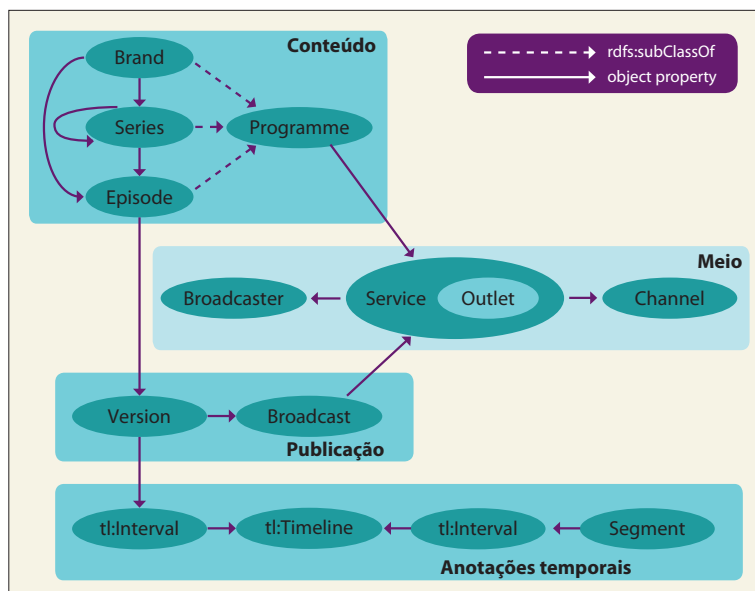 Conteúdo
Brand
Series
Programme
Episode
rdfs:subClassOf
object property
Meio
Broadcaster
Service
Outlet
Channel
Version
Broadcast
Publicação
tl:Interval
tl:Timeline
tl:Interval
Segment
Anotações temporais